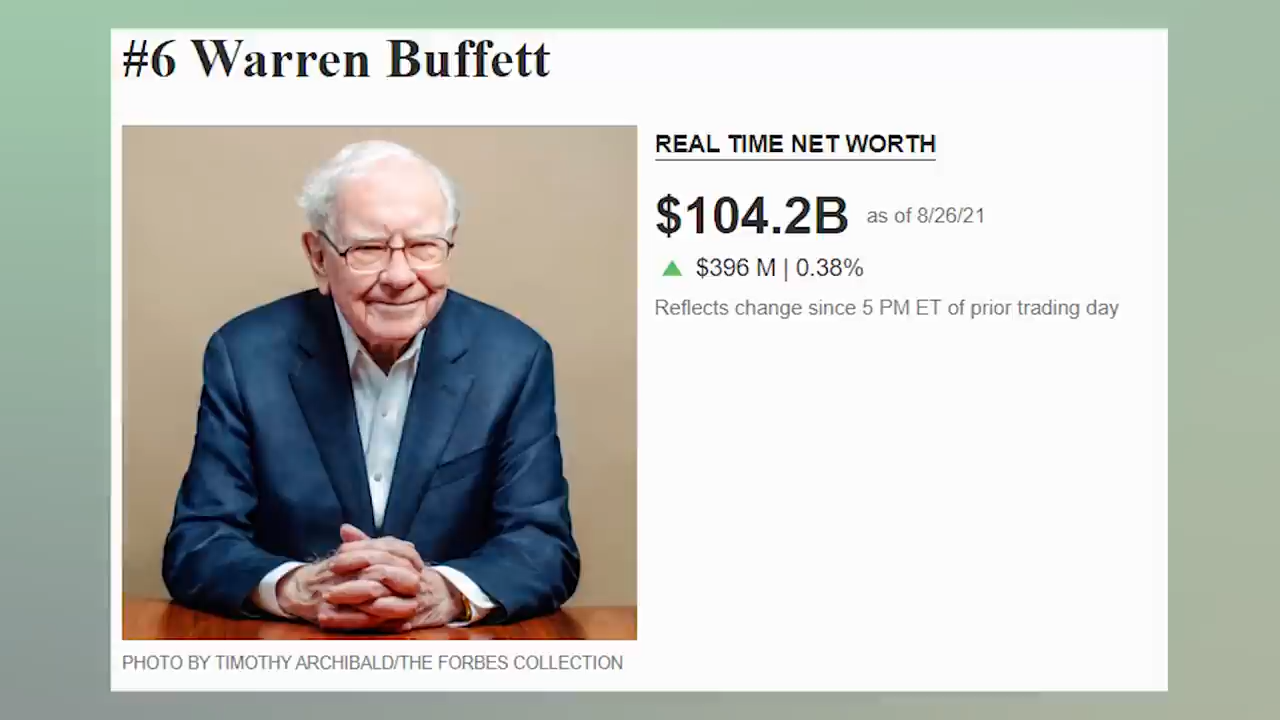 #6 Warren Buffett
REAL TIME NET WORTH
$104.2B as of 8/26/21
$396 M | 0.38%
Reflects change since 5 PM ET of prior trading day
PHOTO BY TIMOTHY ARCHIBALD/THE FORBES COLLECTION